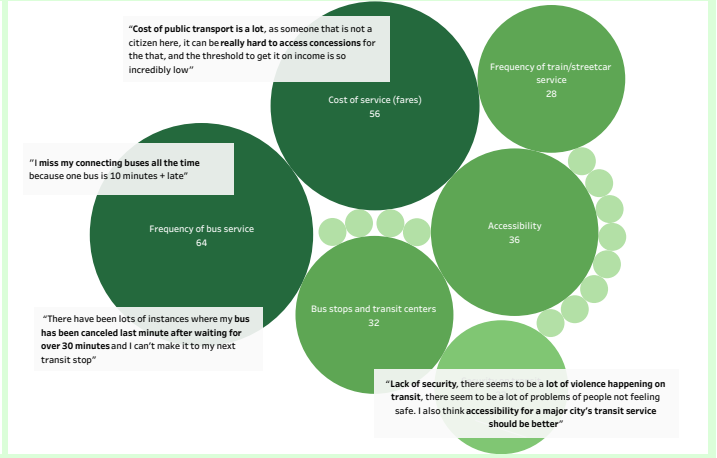 “Cost of public transport is a lot, as someone that is not a
citizen here, it can be really hard to access concessions for
the that, and the threshold to get it on income is so
incredibly low”
Frequency of train/streetcar
service
28
Cost of service (fares)
56
“I miss my connecting buses all the time
because one bus is 10 minutes + late”
Frequency of bus service
64
Accessibility
36
Bus stops and transit centers
32
“There have been lots of instances where my bus
has been canceled last minute after waiting for
over 30 minutes and I can’t make it to my next
transit stop”
“Lack of security, there seems to be a lot of violence happening on
transit, there seem to be a lot of problems of people not feeling
safe. I also think accessibility for a major city’s transit service
should be better”